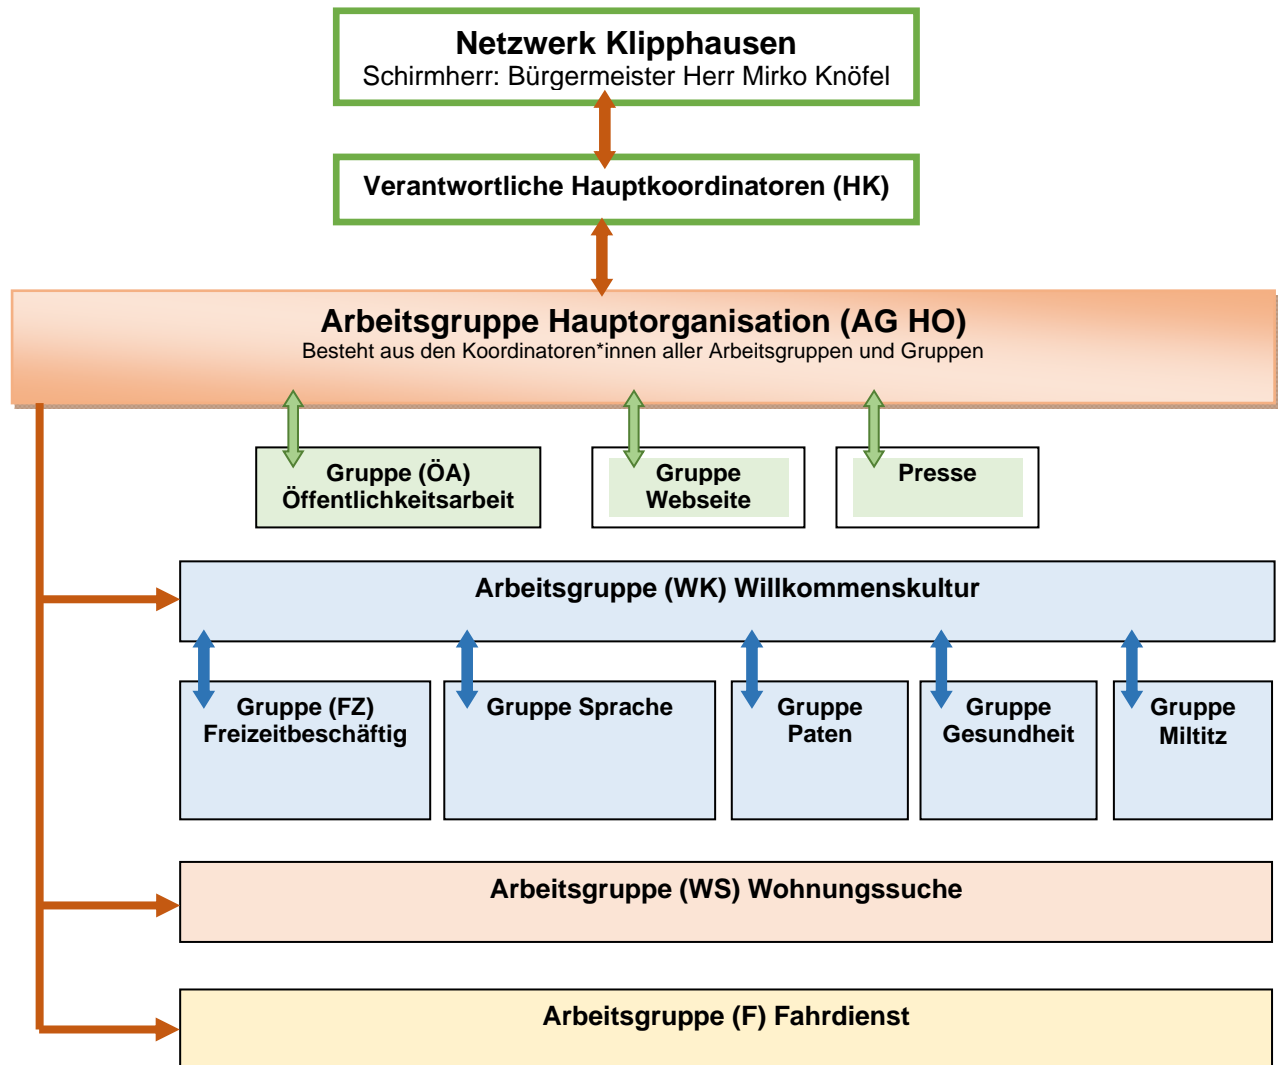 Netzwerk Klipphausen
Schirmherr: Bürgermeister Herr Mirko Knöfel
Verantwortliche Hauptkoordinatoren (HK)
Arbeitsgruppe Hauptorganisation (AG HO)
Besteht aus den Koordinatoren*innen aller Arbeitsgruppen und Gruppen
Gruppe (ÖA)
Öffentlichkeitsarbeit
Gruppe
Webseite
Presse
Arbeitsgruppe (WK) Willkommenskultur
Gruppe (FZ)
Freizeitbeschäftig
Gruppe Sprache
Gruppe
Paten
Gruppe
Gesundheit
Gruppe
Miltitz
Arbeitsgruppe (WS) Wohnungssuche
Arbeitsgruppe (F) Fahrdienst